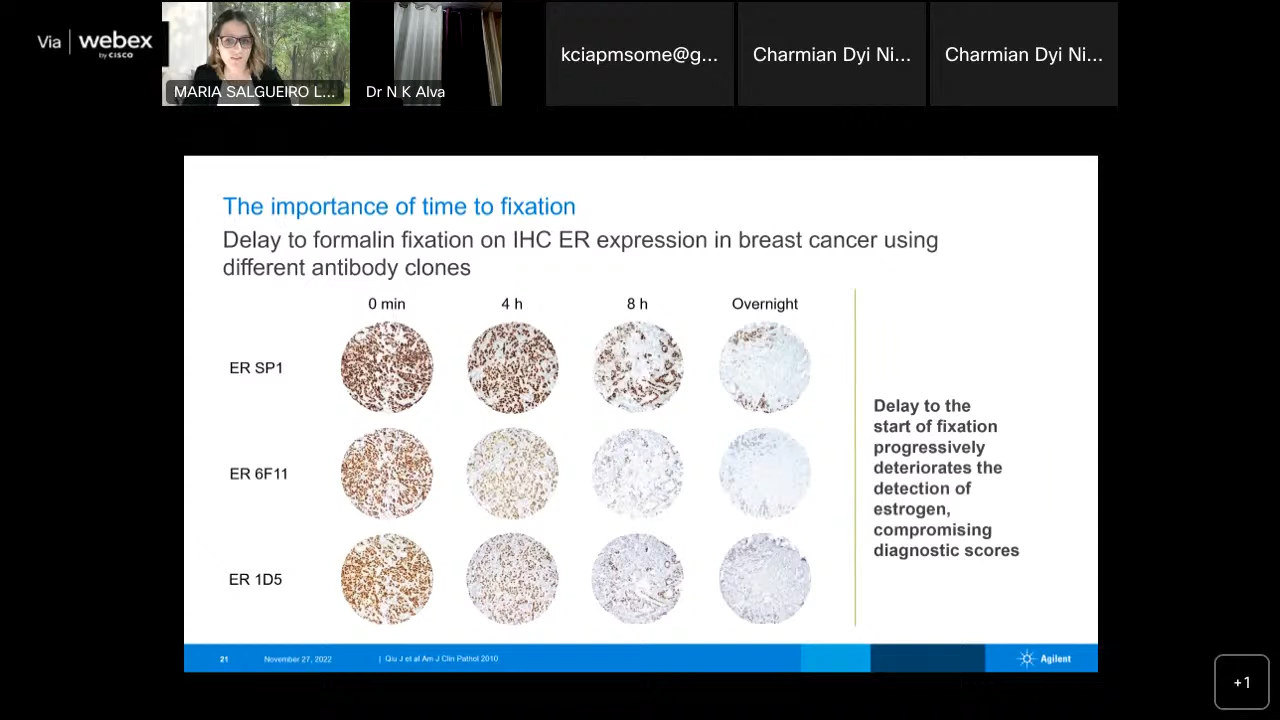 Via webex
by CISCO
MARIA SALGUEIRO L...
Dr N K Alva
kciapmsome@g...
Charmian Dyi Ni...
Charmian Dyi Ni...
The importance of time to fixation
Delay to formalin fixation on IHC ER expression in breast cancer using
different antibody clones
0 min 4 h 8 h Overnight
ER SP1
ER 6F11
ER 1D5
Delay to the
start of fixation
progressively
deteriorates the
detection of
estrogen,
compromising
diagnostic scores
21 November 27, 2022 | Qiu J et al Am J Clin Pathol 2010
Agilent
+1